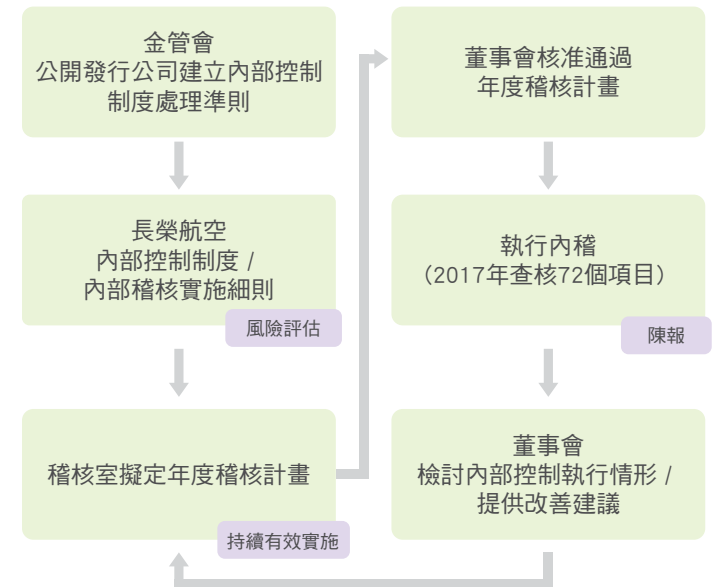 金管會
公開發行公司建立內部控制
制度處理準則
長榮航空
內部控制制度 /
內部稽核實施細則
風險評估
稽核室擬定年度稽核計畫
持續有效實施
董事會核准通過
年度稽核計畫
執行內稽
（2017年查核72個項目）
陳報
董事會
檢討內部控制執行情形 /
提供改善建議